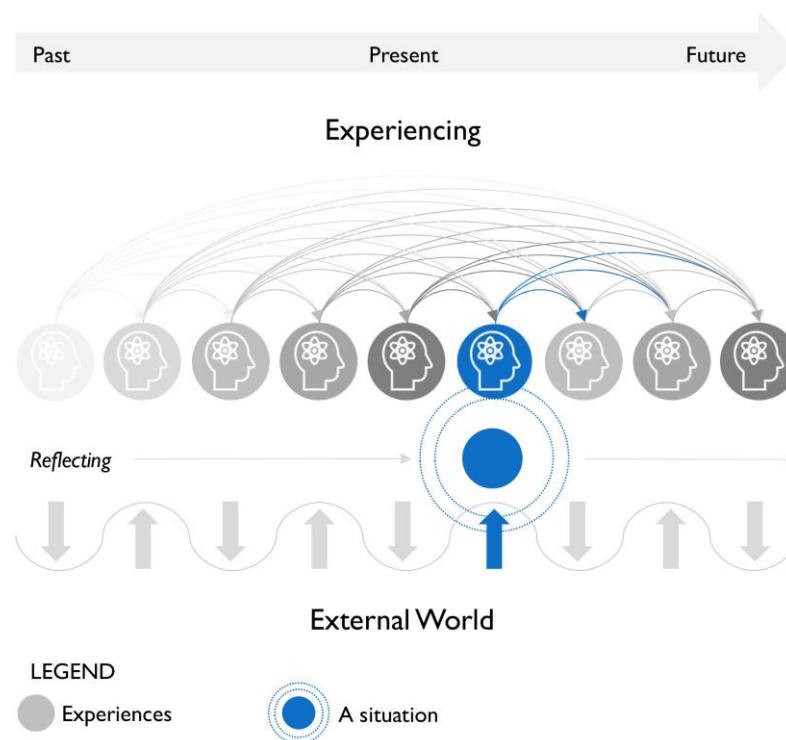 Past Present Future
Experiencing
Reflecting
External World
LEGEND
Experiences A situation